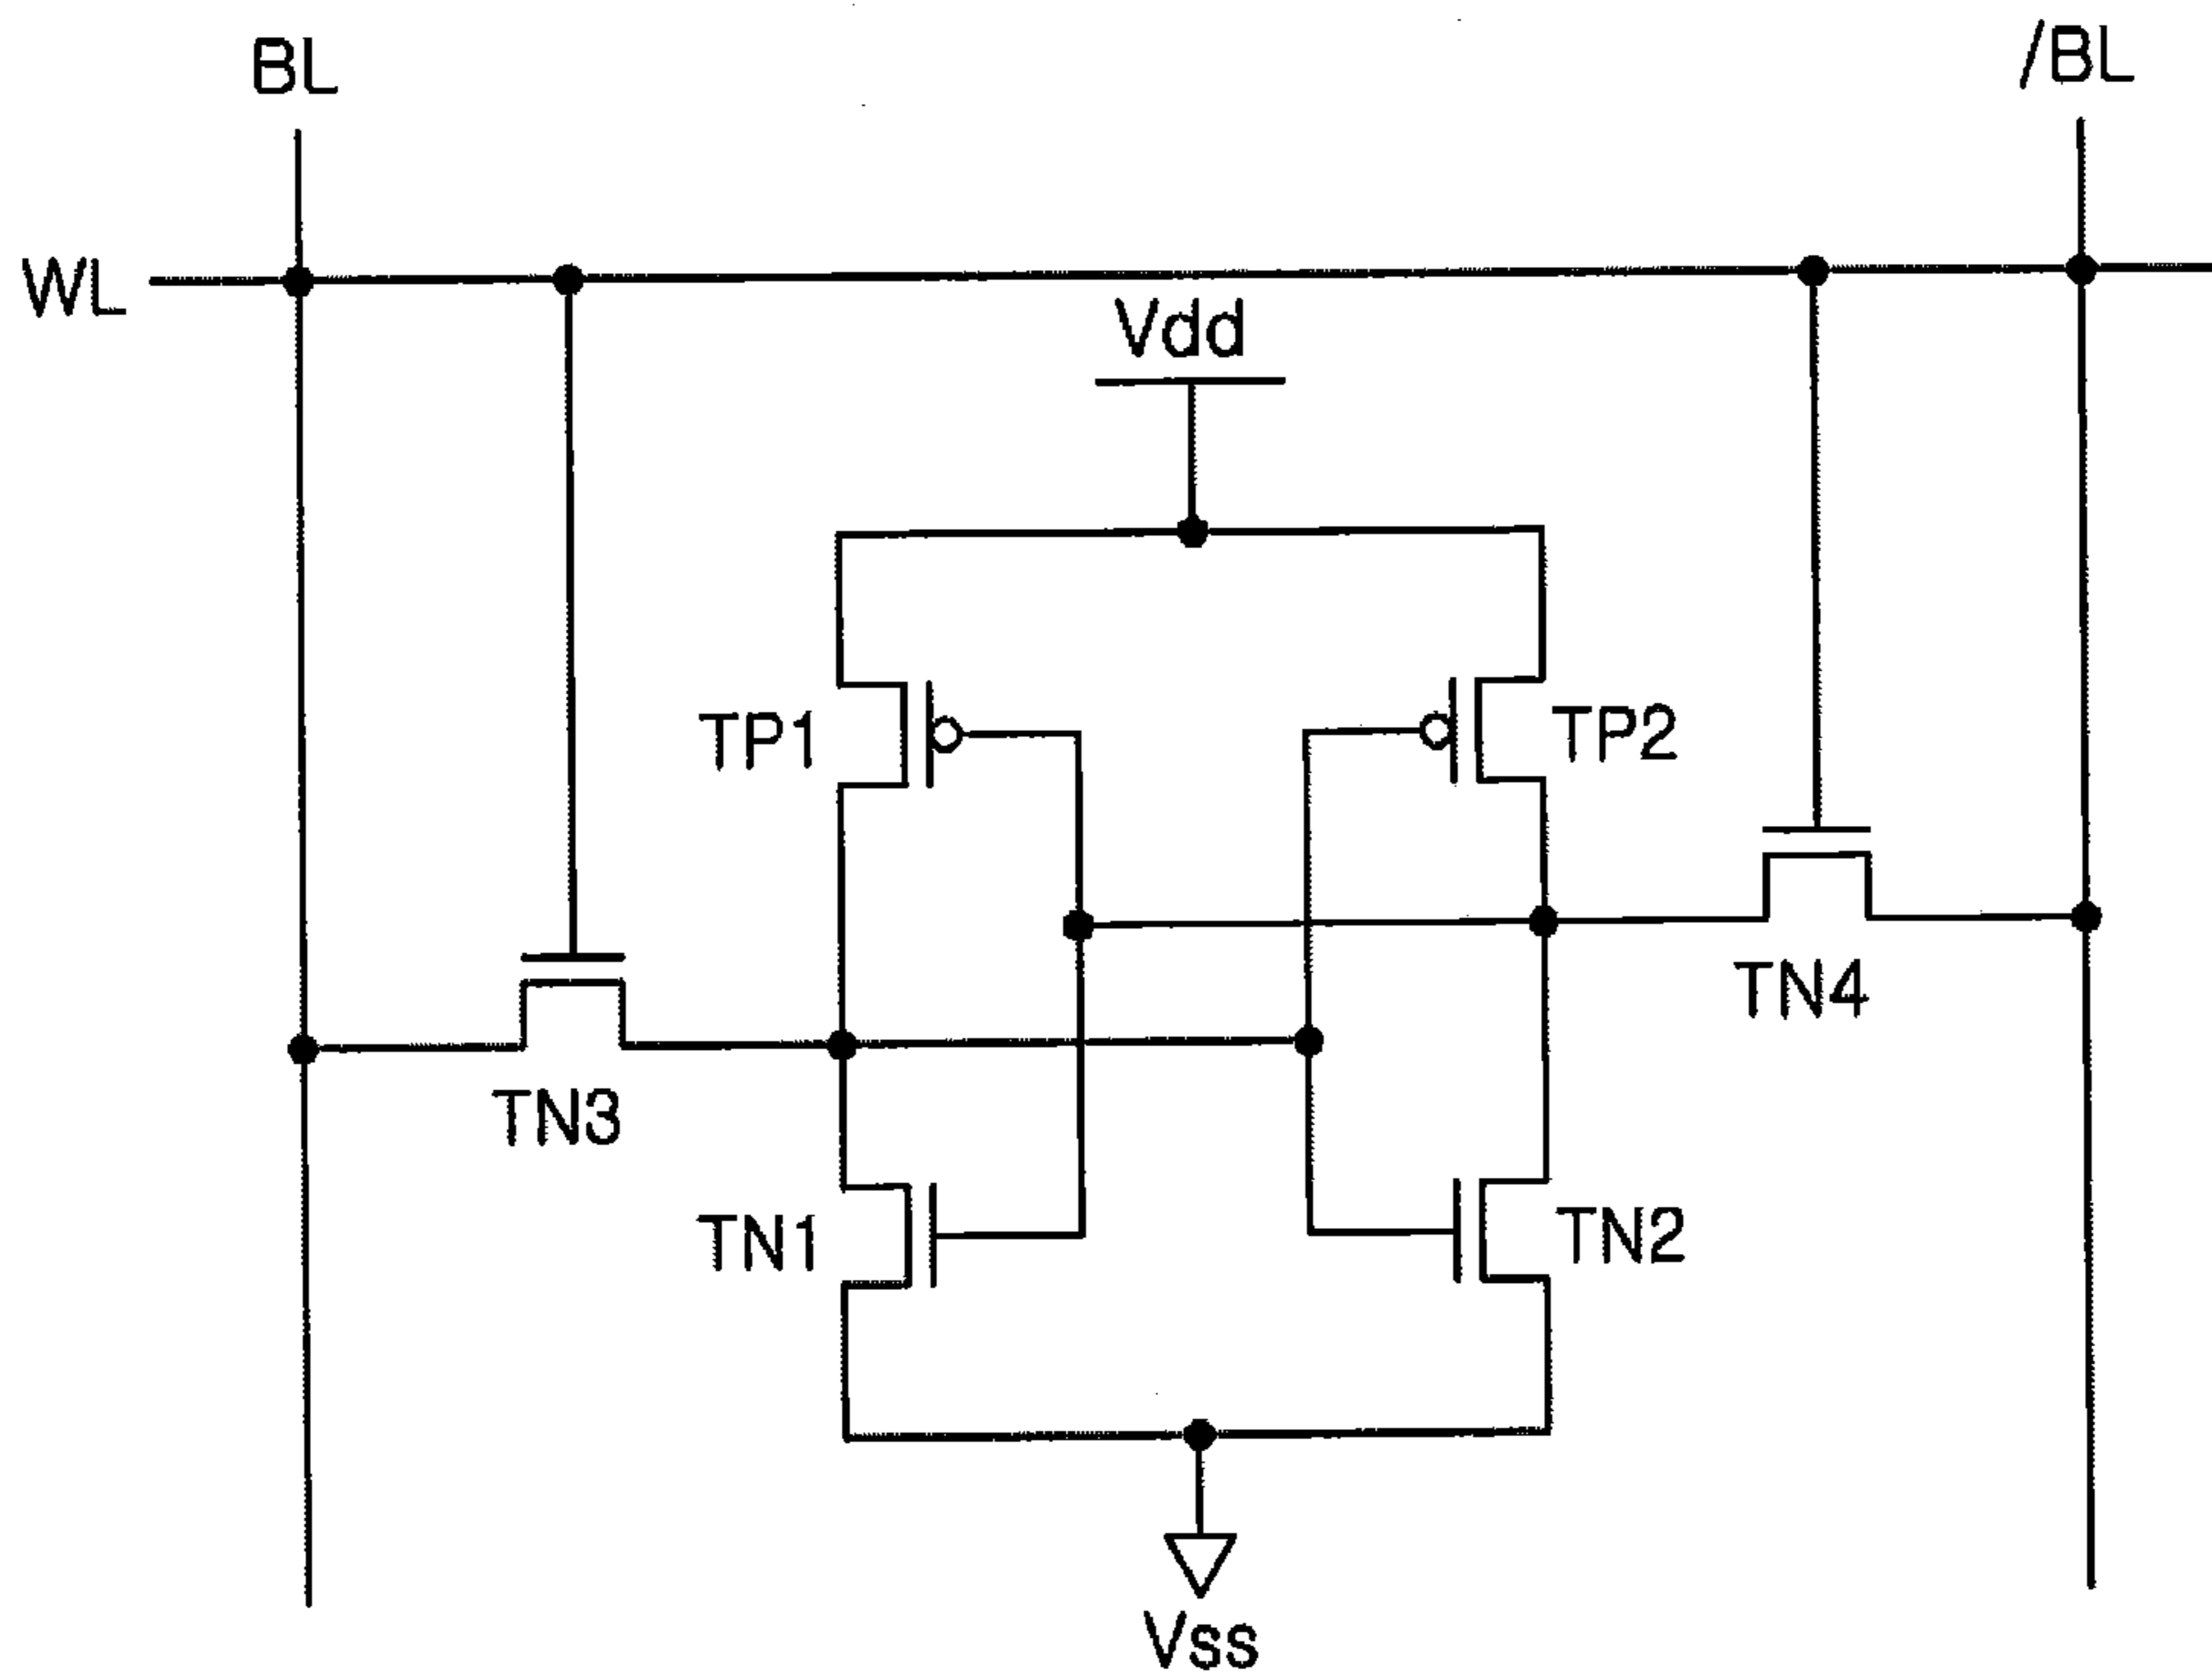 BL
/BL
WL
Vdd
TP1
TP2
TN4
TN3
TN1
TN2
Vss